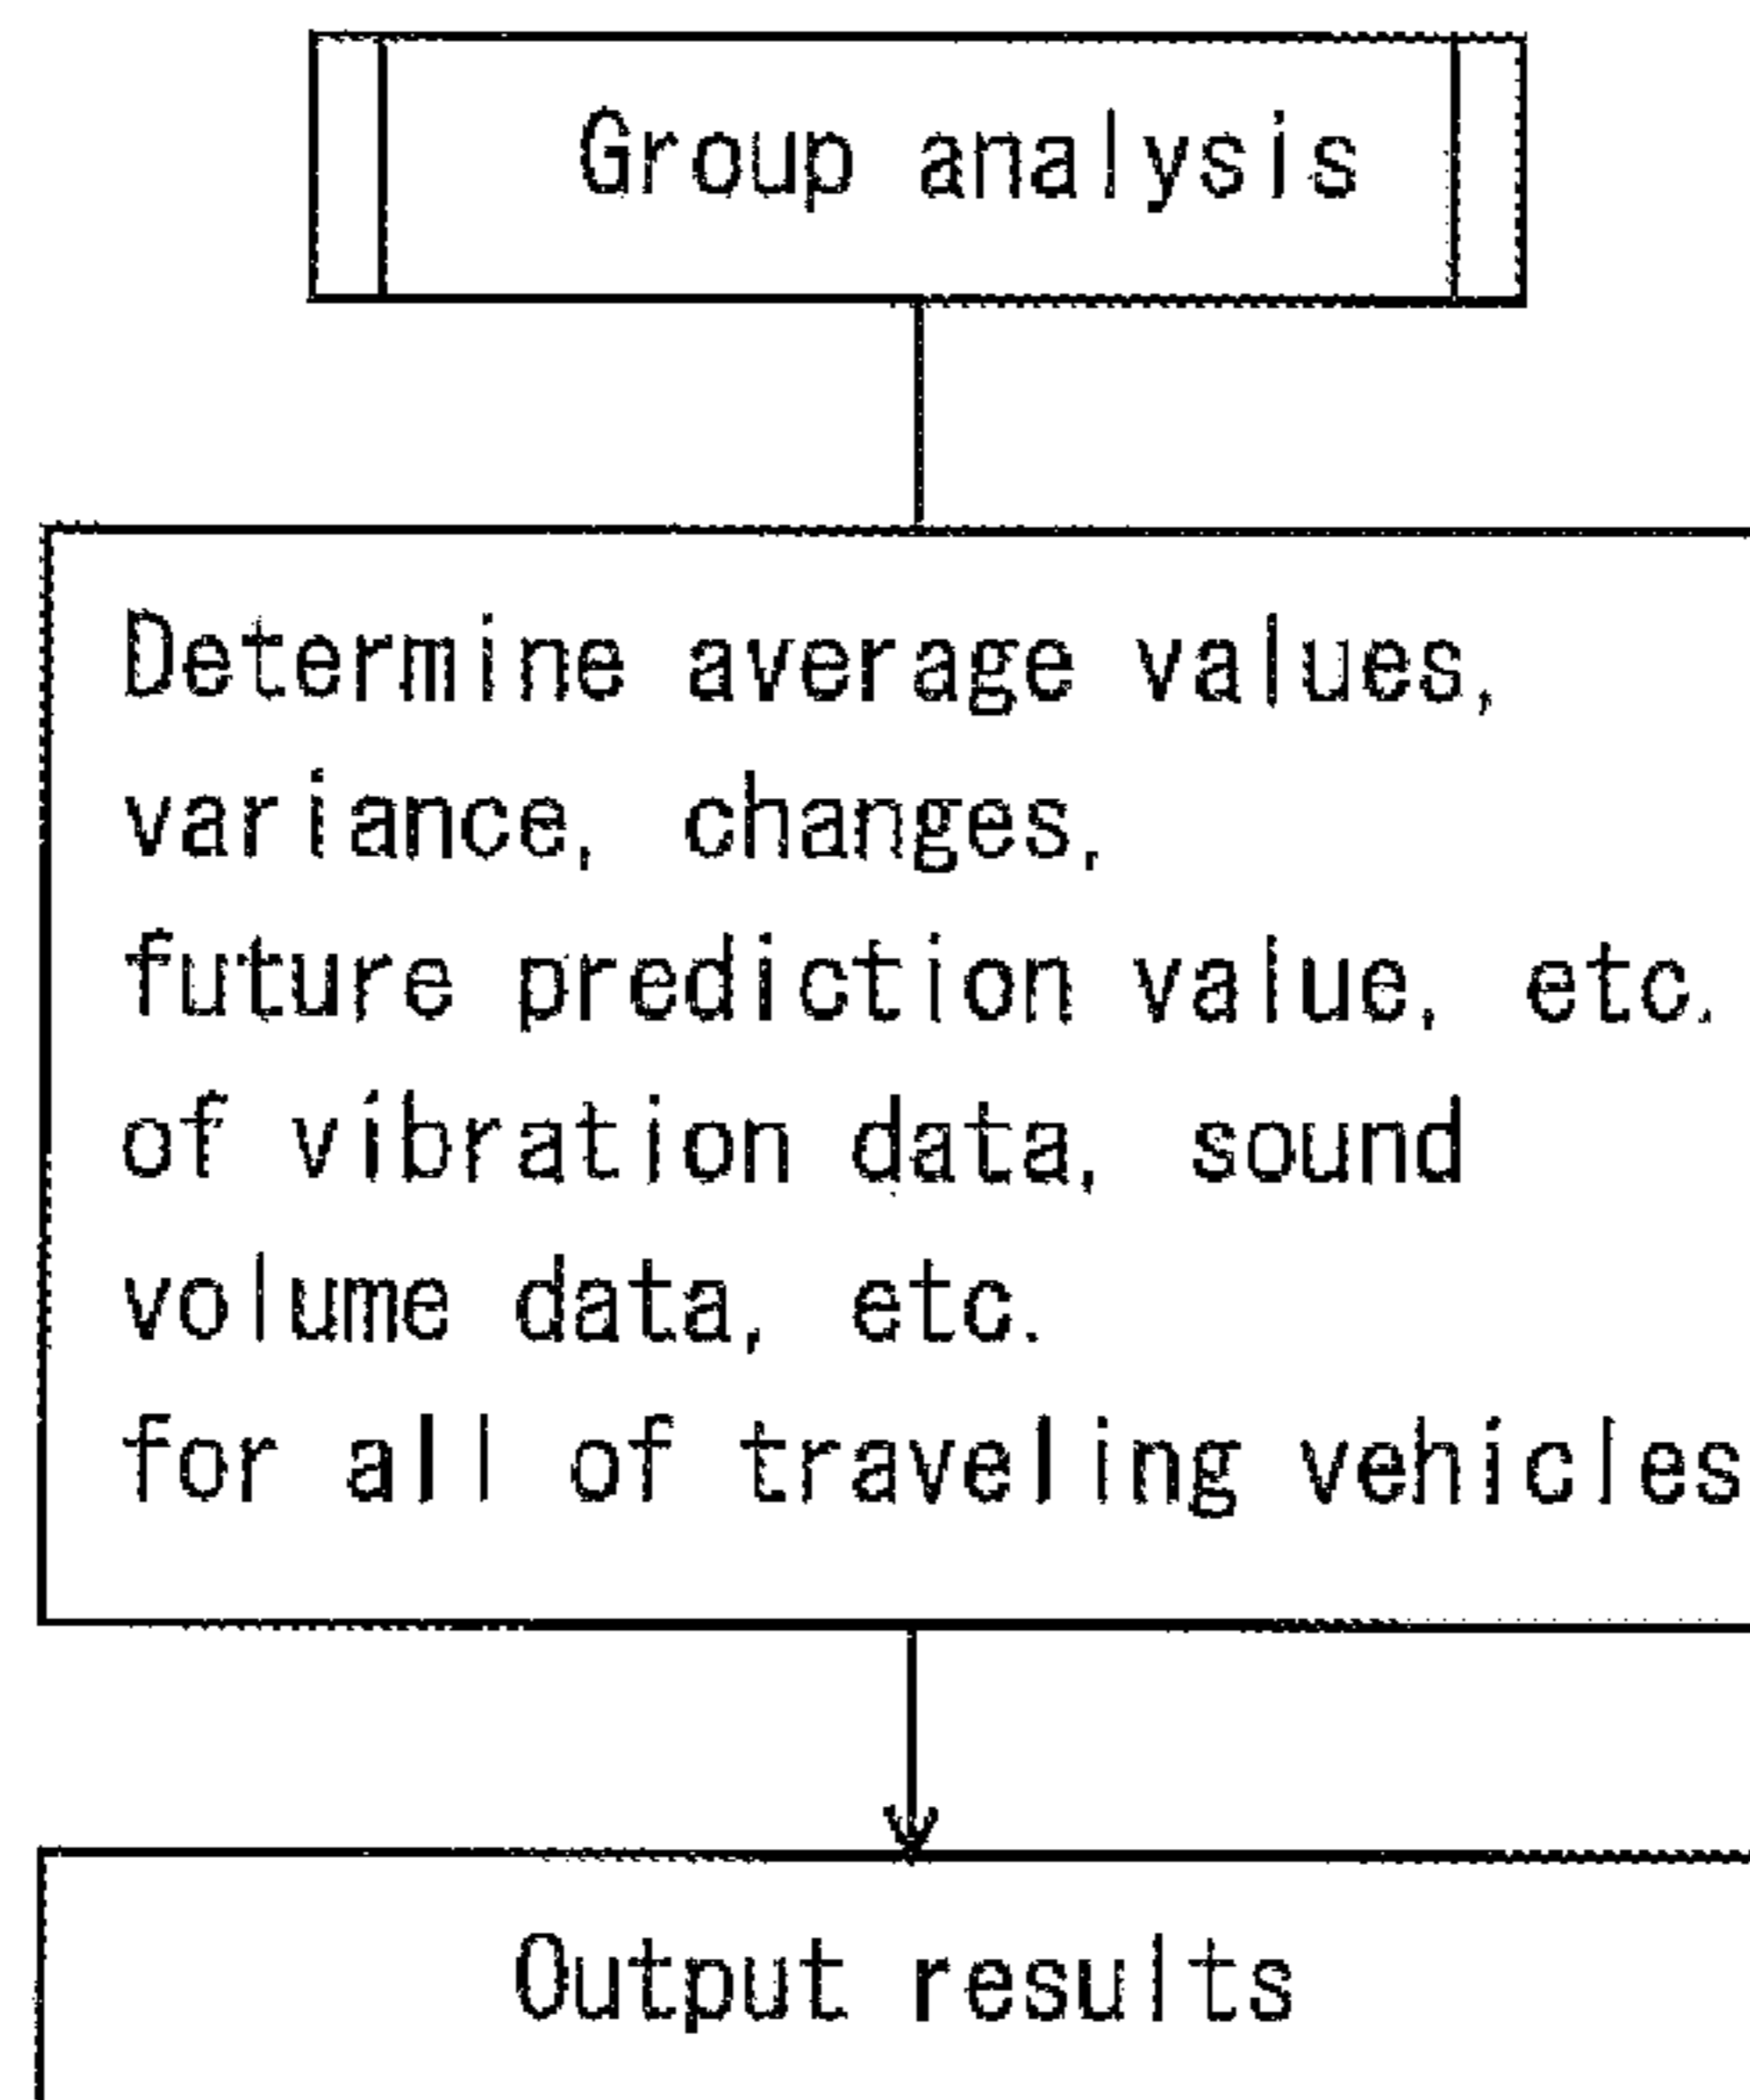 Group analysis
Determine average values,
variance, changes,
future prediction value, etc.
of vibration data, sound
volume data, etc.
for all of traveling vehicles
Output results